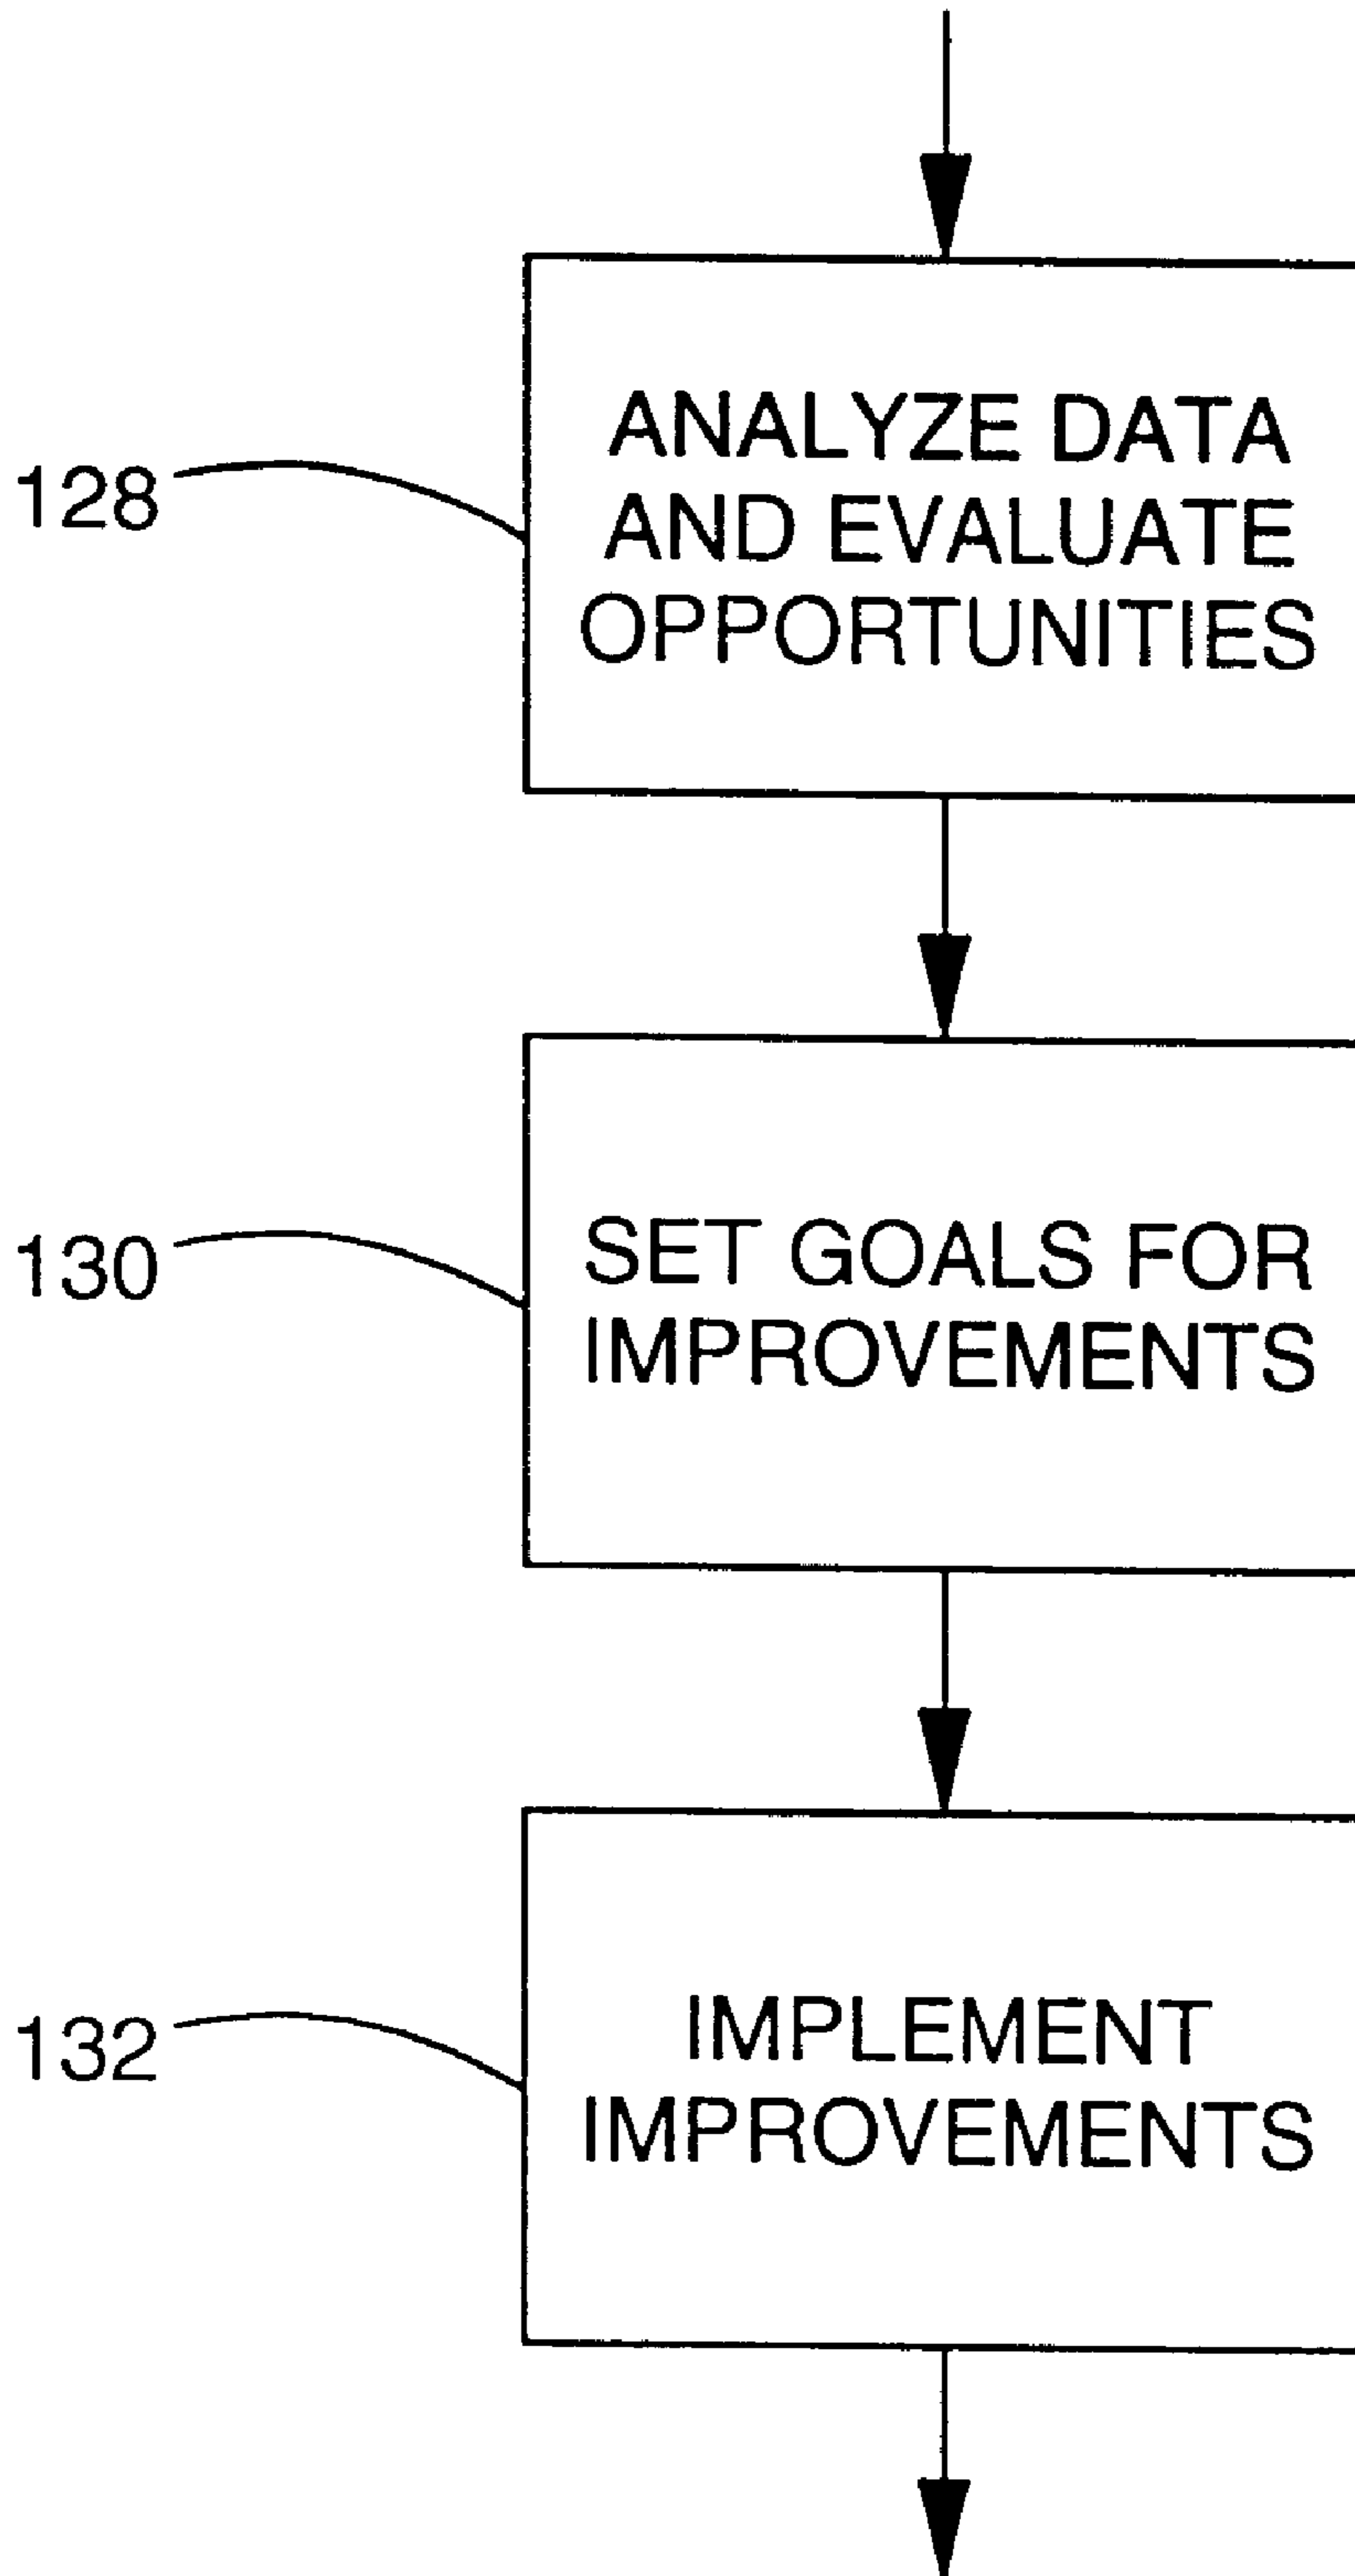 ANALYZE DATA
AND EVALUATE
OPPORTUNITIES
128
SET GOALS FOR
IMPROVEMENTS
130
IMPLEMENT
IMPROVEMENTS
132